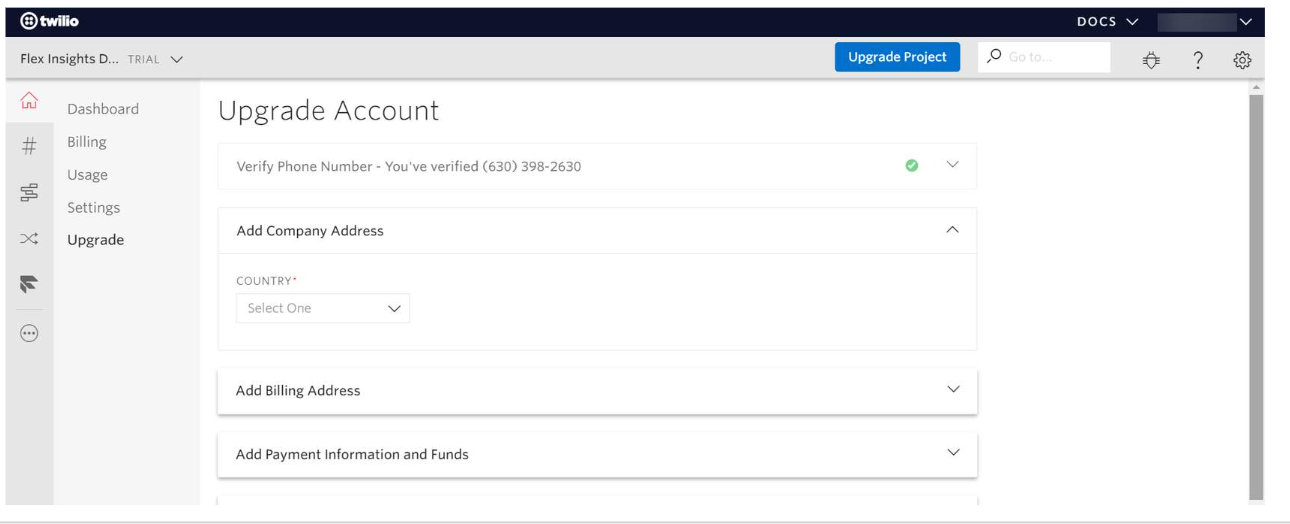 twilio
DOCS
Flex Insights D... TRIAL
Upgrade Project
Go to...
?
Dashboard
Billing
Usage
Settings
Upgrade
#
Upgrade Account
Verify Phone Number - You've verified (630) 398-2630
Add Company Address
COUNTRY*
Select One
Add Billing Address
Add Payment Information and Funds